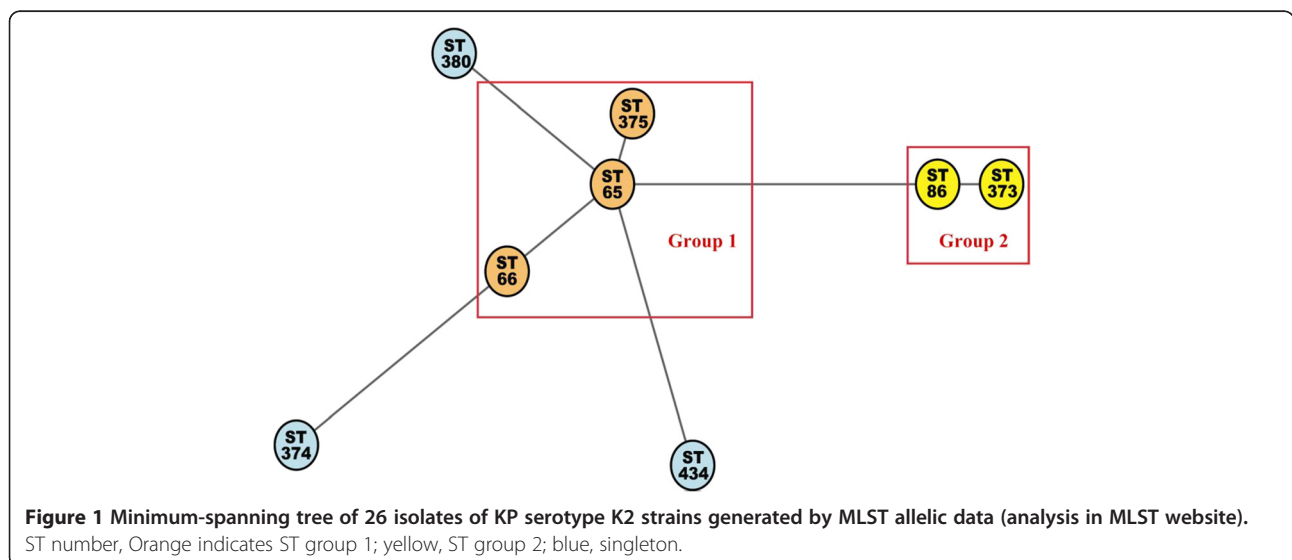 ST
380
ST
375
ST
65
ST
86
ST
373
Group 1
Group 2
ST
66
ST
374
ST
434
Figure 1 Minimum-spanning tree of 26 isolates of KP serotype K2 strains generated by MLST allelic data (analysis in MLST website).
ST number, Orange indicates ST group 1; yellow, ST group 2; blue, singleton.